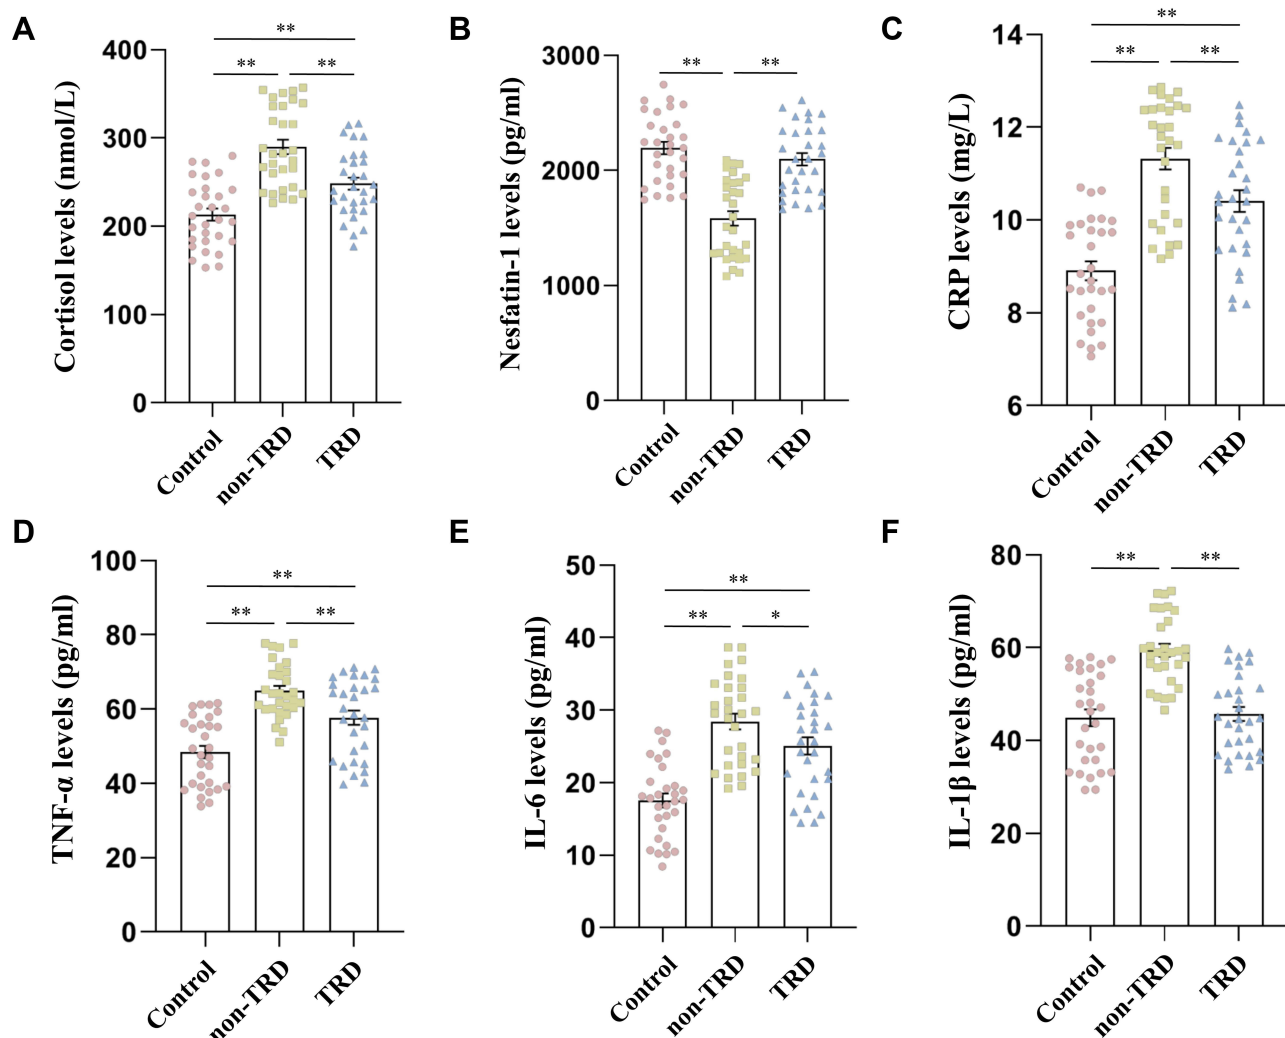 A
Cortisol levels (nmol/L)
400
300
200
100
0
**
**
**
Control
non-TRD
TRD
B
Nesfatin-1 levels (pg/ml)
3000
2000
1000
0
**
**
Control
non-TRD
TRD
C
CRP levels (mg/L)
14
12
10
8
6
**
**
**
Control
non-TRD
TRD
D
TNF-α levels (pg/ml)
100
80
60
40
20
0
**
**
**
Control
non-TRD
TRD
E
IL-6 levels (pg/ml)
50
40
30
20
10
0
**
**
*
Control
non-TRD
TRD
F
IL-1β levels (pg/ml)
80
60
40
20
0
**
**
Control
non-TRD
TRD